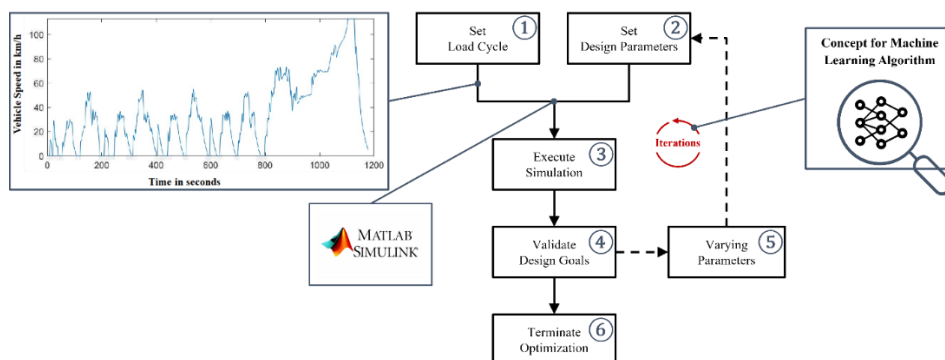 Vehicle Speed in km/h
100
80
60
40
20
0
0
200
400
600
800
1000
1200
Time in seconds
Set
Load Cycle
1
Set
Design Parameters
2
Concept for Machine
Learning Algorithm
Iterations
Execute
Simulation
3
MATLAB
SIMULINK
Validate
Design Goals
4
Varying
Parameters
5
Terminate
Optimization
6